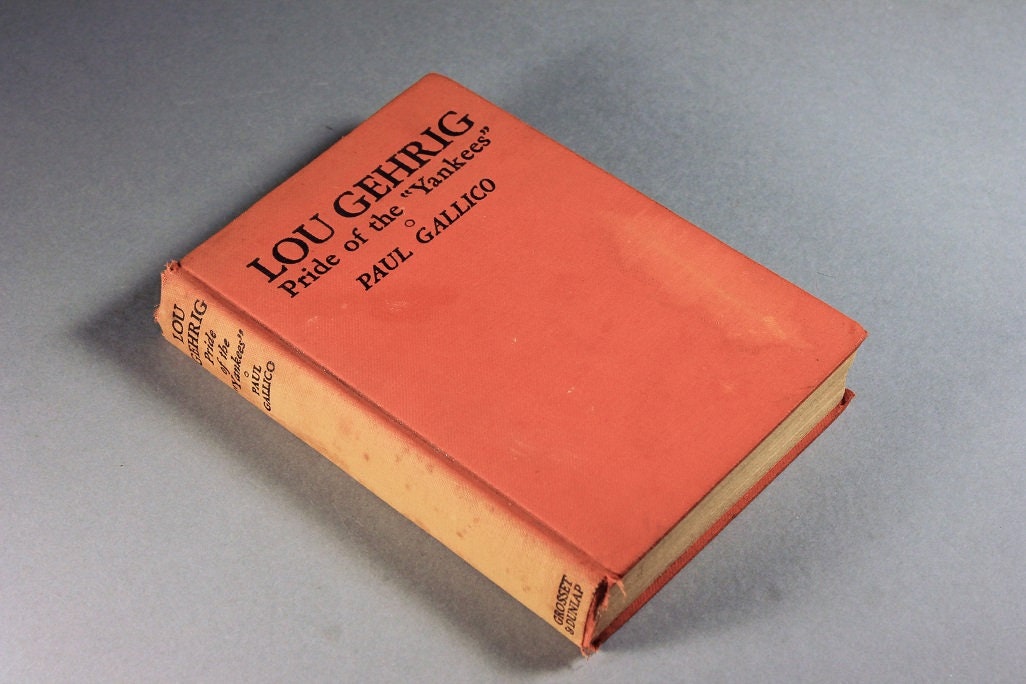 LOU GEHRIG
Pride of the "Yankees"
PAUL GALLICO
LOU
GEHRIG
Pride
of the
"Yankees"
PAUL
GALLICO
GROSSET
& DUNLAP